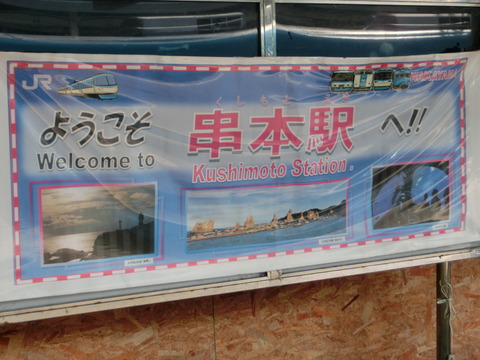 JR
くしもと えき
ようこそ 串本駅 へ!!
Welcome to Kushimoto Station.